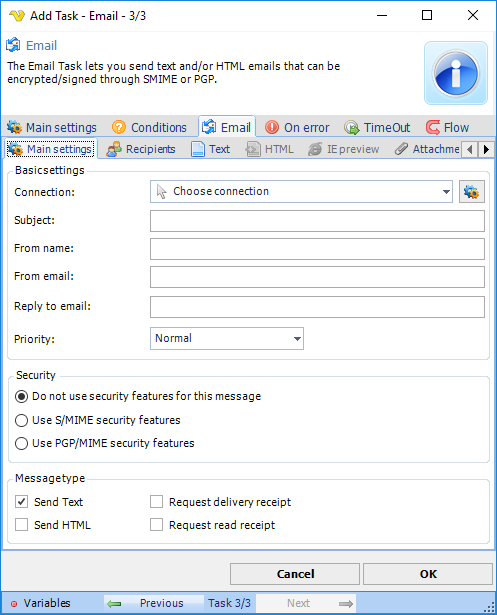 Add Task - Email - 3/3
Email
The Email Task lets you send text and/or HTML emails that can be
encrypted/signed through SMIME or PGP.
Main settings Conditions Email On error TimeOut Flow
Main settings Recipients Text HTML IE preview Attachme
Basicsettings
Connection: Choose connection
Subject:
From name:
From email:
Reply to email:
Priority: Normal
Security
Do not use security features for this message
Use S/MIME security features
Use PGP/MIME security features
Messagetype
Send Text Request delivery receipt
Send HTML Request read receipt
Cancel OK
Variables Previous Task 3/3 Next